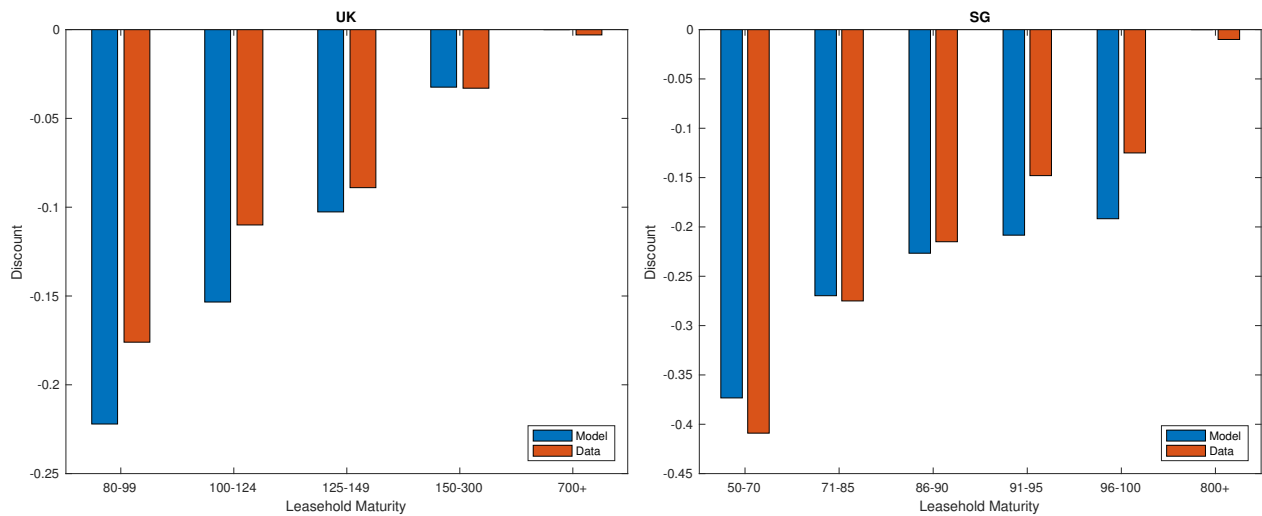 UK
0
-0.05
-0.1
-0.15
-0.2
-0.25
Discount
80-99 100-124 125-149 150-300 700+
Leasehold Maturity
Model
Data
SG
0
-0.05
-0.1
-0.15
-0.2
-0.25
-0.3
-0.35
-0.4
-0.45
Discount
50-70 71-85 86-90 91-95 96-100 800+
Leasehold Maturity
Model
Data